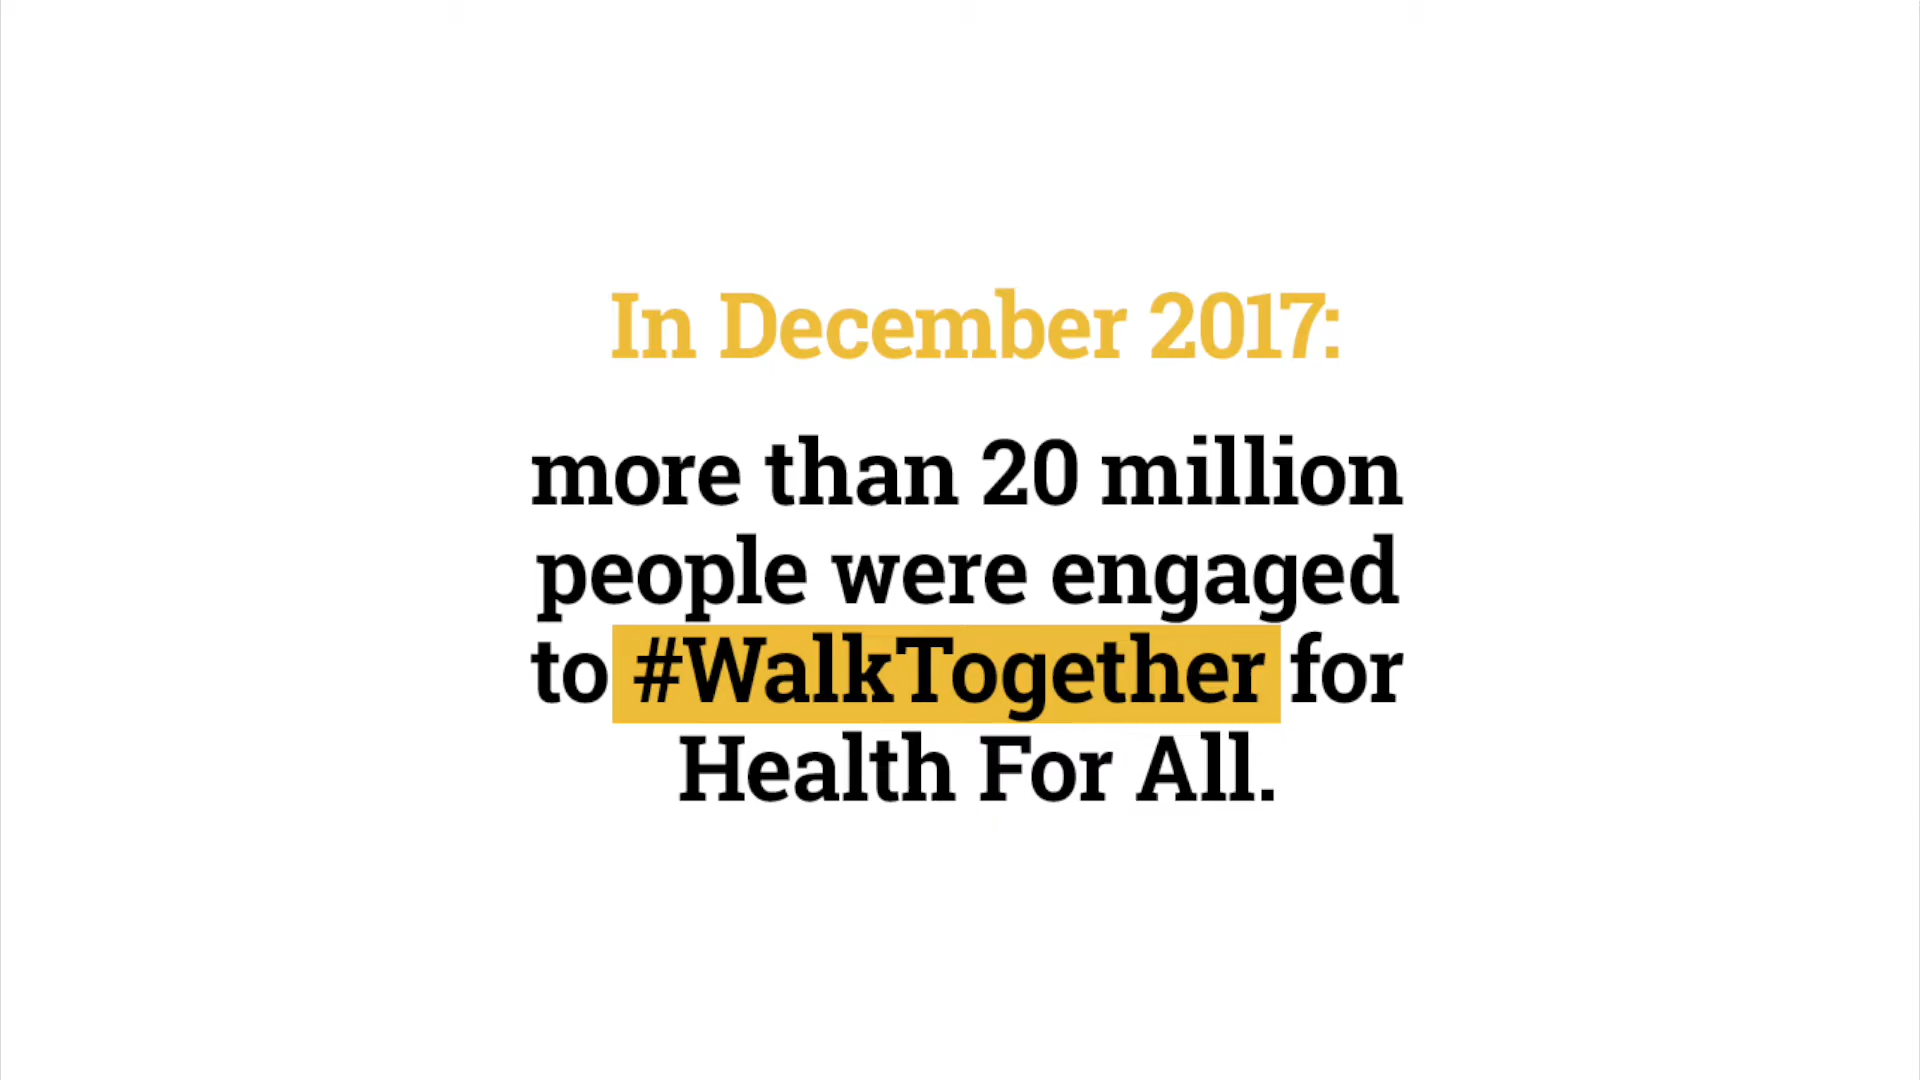 In December 2017:
more than 20 million
people were engaged
to #WalkTogether for
Health For All.